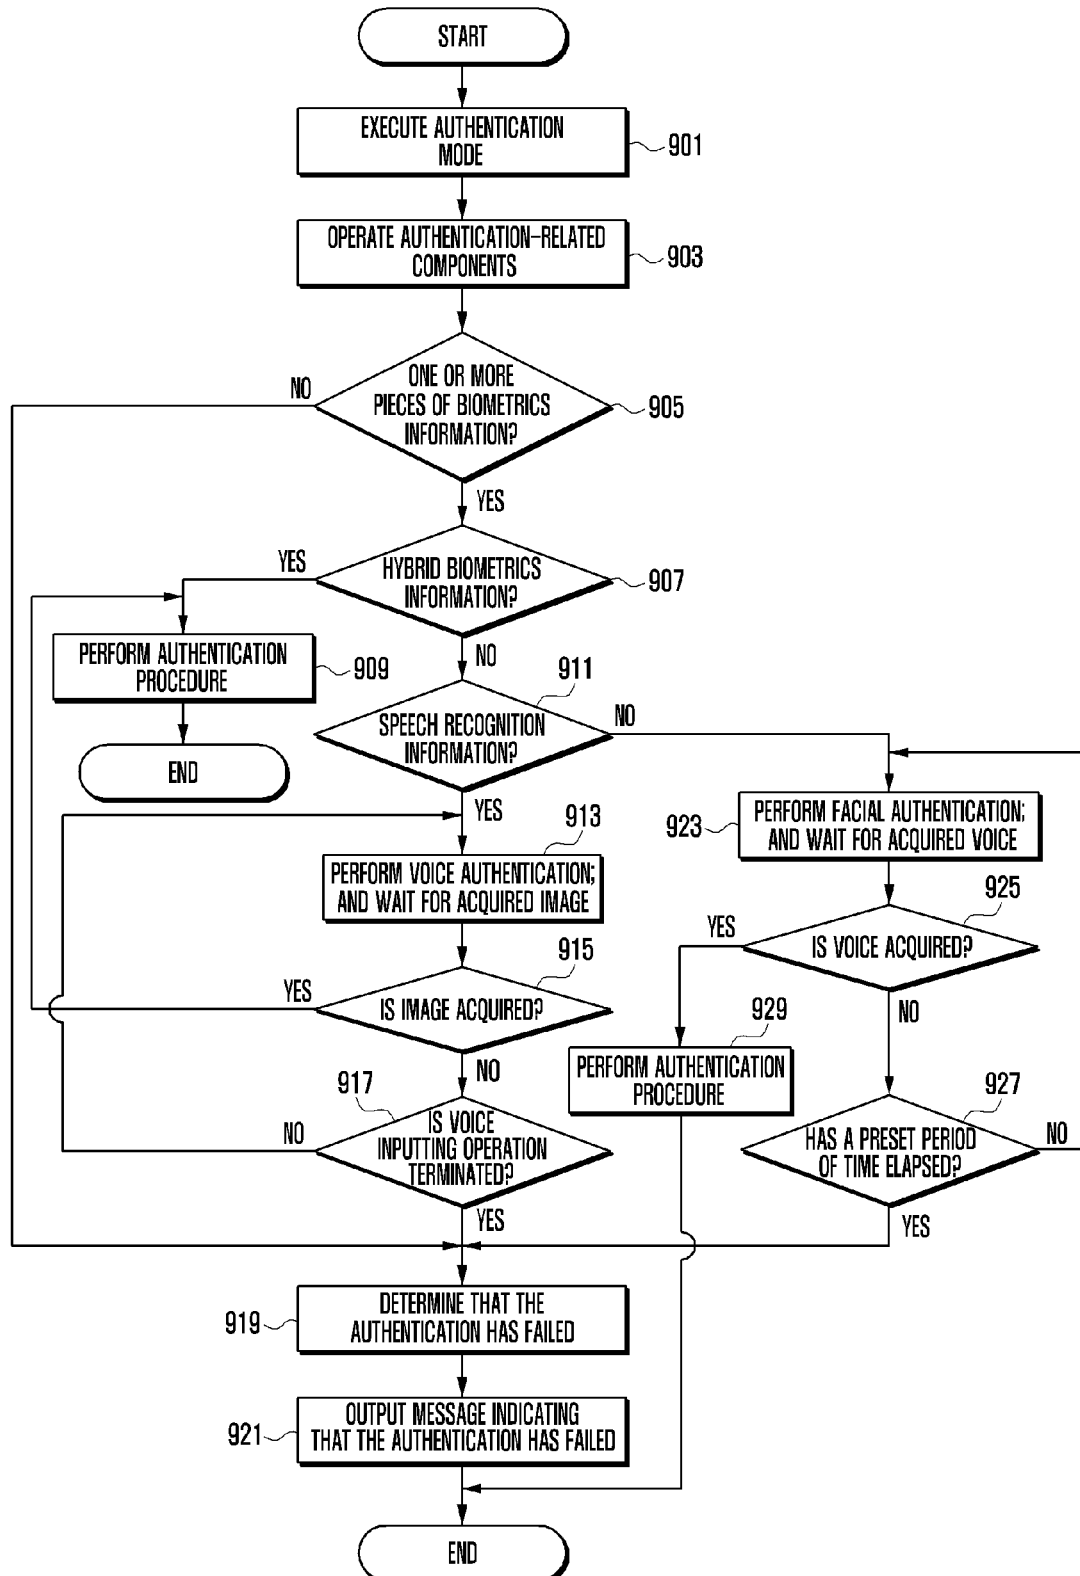 START
EXECUTE AUTHENTICATION
MODE
901
OPERATE AUTHENTICATION-RELATED
COMPONENTS
903
NO
ONE OR MORE
PIECES OF BIOMETRICS
INFORMATION?
905
YES
YES
HYBRID BIOMETRICS
INFORMATION?
907
NO
PERFORM AUTHENTICATION
PROCEDURE
909
END
911
SPEECH RECOGNITION
INFORMATION?
NO
YES
913
PERFORM VOICE AUTHENTICATION;
AND WAIT FOR ACQUIRED IMAGE
923
PERFORM FACIAL AUTHENTICATION;
AND WAIT FOR ACQUIRED VOICE
925
YES
IS VOICE ACQUIRED?
NO
915
YES
IS IMAGE ACQUIRED?
NO
929
PERFORM AUTHENTICATION
PROCEDURE
917
NO
IS VOICE
INPUTTING OPERATION
TERMINATED?
YES
927
HAS A PRESET PERIOD
OF TIME ELAPSED?
NO
YES
919
DETERMINE THAT THE
AUTHENTICATION HAS FAILED
921
OUTPUT MESSAGE INDICATING
THAT THE AUTHENTICATION HAS FAILED
END